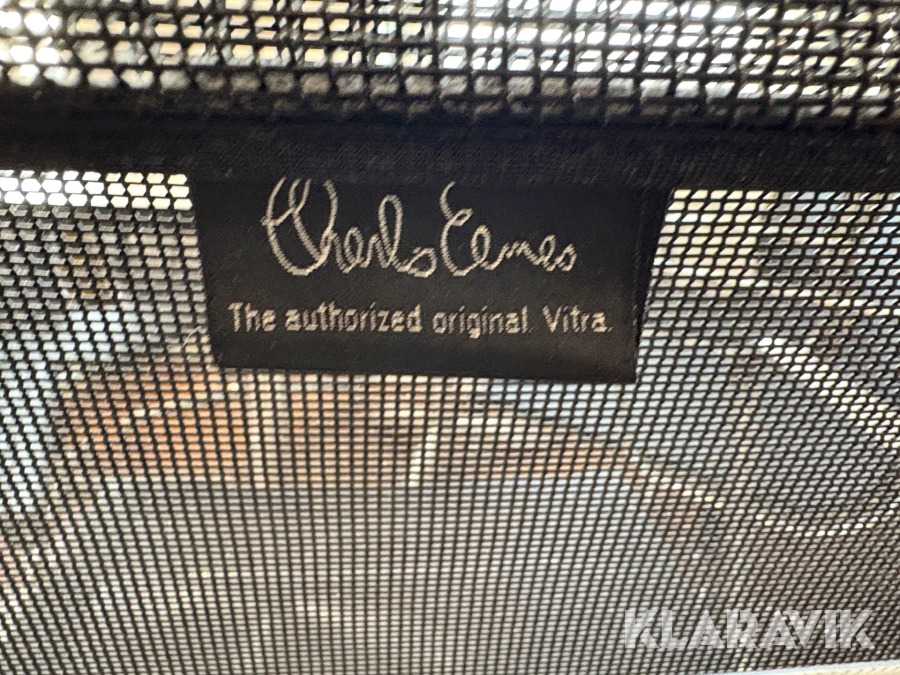 Charles Eames
The authorized original. Vitra.
KLARAVIK